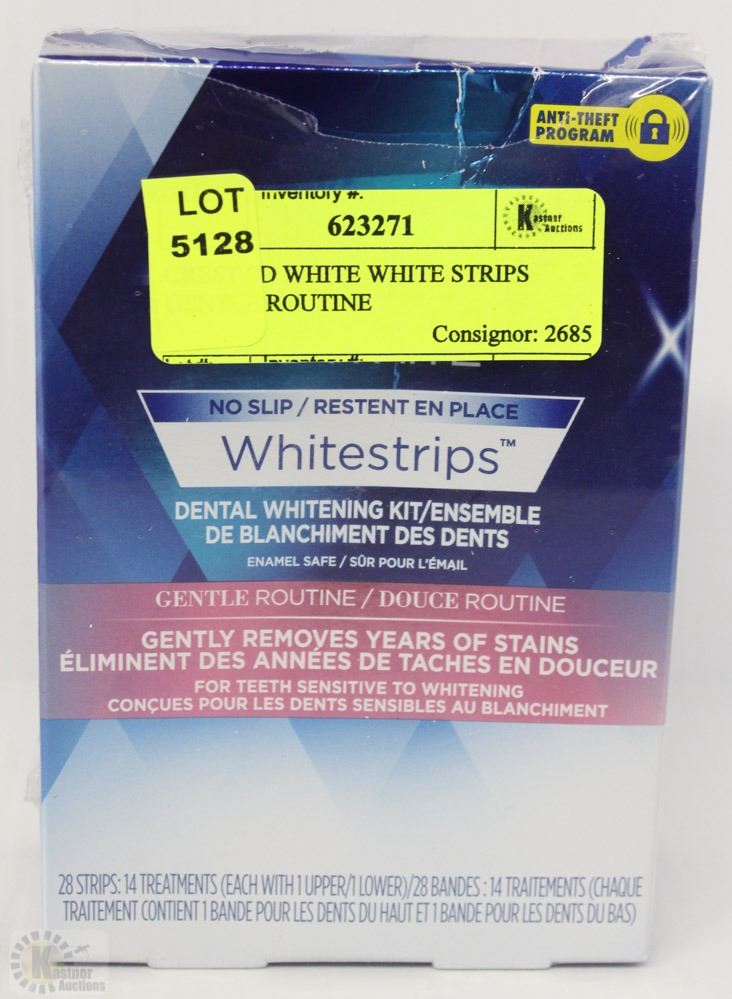 ANTI-THEFT
PROGRAM
LOT
5128
Inventory #:
623271
Kastner
Auctions
CREST 3D WHITE WHITE STRIPS
GENTLE ROUTINE
Consignor: 2685
Lot #:
Inventory #:
NO SLIP / RESTENT EN PLACE
Whitestrips™
DENTAL WHITENING KIT/ENSEMBLE
DE BLANCHIMENT DES DENTS
ENAMEL SAFE / SÛR POUR L'ÉMAIL
GENTLE ROUTINE / DOUCE ROUTINE
GENTLY REMOVES YEARS OF STAINS
ÉLIMINENT DES ANNÉES DE TACHES EN DOUCEUR
FOR TEETH SENSITIVE TO WHITENING
CONÇUES POUR LES DENTS SENSIBLES AU BLANCHIMENT
28 STRIPS: 14 TREATMENTS (EACH WITH 1 UPPER/1 LOWER)/28 BANDES : 14 TRAITEMENTS (CHAQUE
TRAITEMENT CONTIENT 1 BANDE POUR LES DENTS DU HAUT ET 1 BANDE POUR LES DENTS DU BAS)
Kastner
Auctions